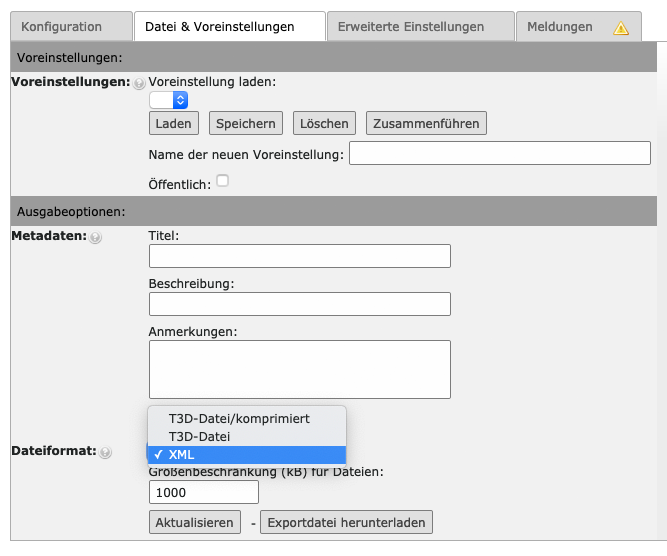 Konfiguration
Datei & Voreinstellungen
Erweiterte Einstellungen
Meldungen
Voreinstellungen:
Voreinstellungen: Voreinstellung laden:
Laden Speichern Löschen Zusammenführen
Name der neuen Voreinstellung:
Öffentlich:
Ausgabeoptionen:
Metadaten: Titel:
Beschreibung:
Anmerkungen:
T3D-Datei/komprimiert
T3D-Datei
Dateiformat:
✓ XML
Größenbeschränkung (kB) für Dateien:
1000
Aktualisieren - Exportdatei herunterladen